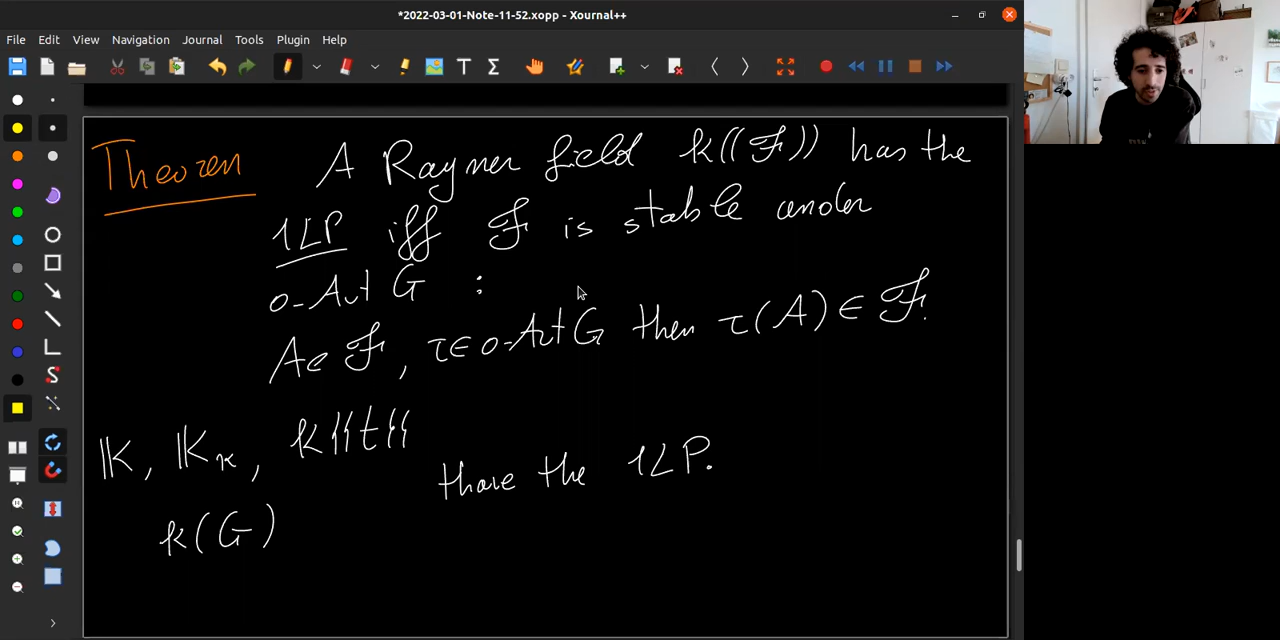 *2022-03-01-Note-11-52.xopp - Xournal++
File Edit View Navigation Journal Tools Plugin Help
Theorem A Rayner field k((ℱ)) has the
1LP iff ℱ is stable under
o-Aut G :
A∈ ℱ, τ∈ o-Aut G then τ(A) ∈ ℱ.
𝕂, 𝕂κ, k{{t}}
have the 1LP.
k(G)